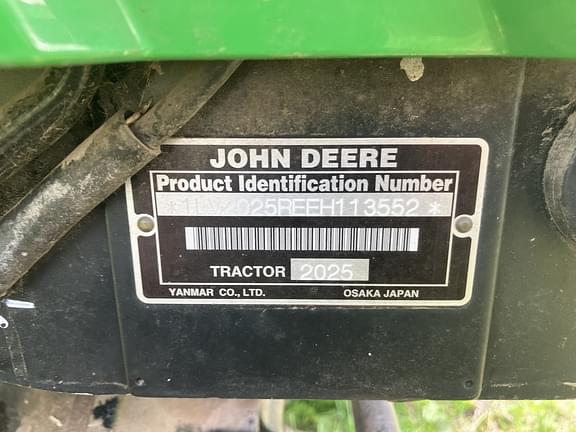 JOHN DEERE
Product Identification Number
*1LV2025REEH113552*
TRACTOR 2025
YANMAR CO., LTD. OSAKA JAPAN